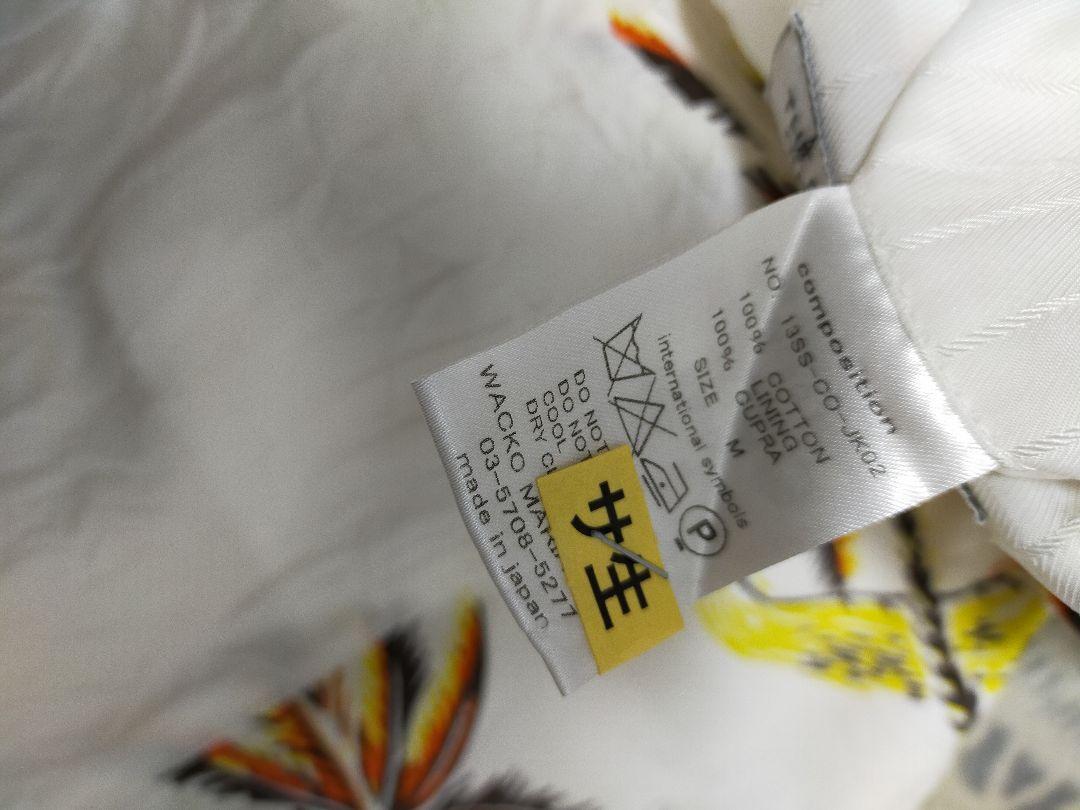 composition
NO 13SS-CO-JK02
100% COTTON
LINING
100% CUPRA
SIZE M
international symbols
P
DO NOT
DO NOT
COOL
DRY
WACKO MARIA
03-5708-5277
made in japan
サ生